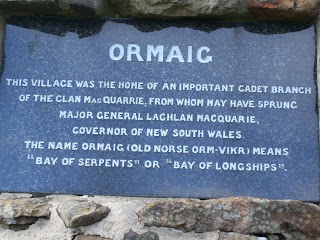 ORMAIG
THIS VILLAGE WAS THE HOME OF AN IMPORTANT CADET BRANCH
OF THE CLAN MACQUARRIE, FROM WHOM MAY HAVE SPRUNG
MAJOR GENERAL LACHLAN MACQUARIE,
GOVERNOR OF NEW SOUTH WALES.
THE NAME ORMAIG (OLD NORSE ORM-VIKR) MEANS
"BAY OF SERPENTS" OR "BAY OF LONGSHIPS".